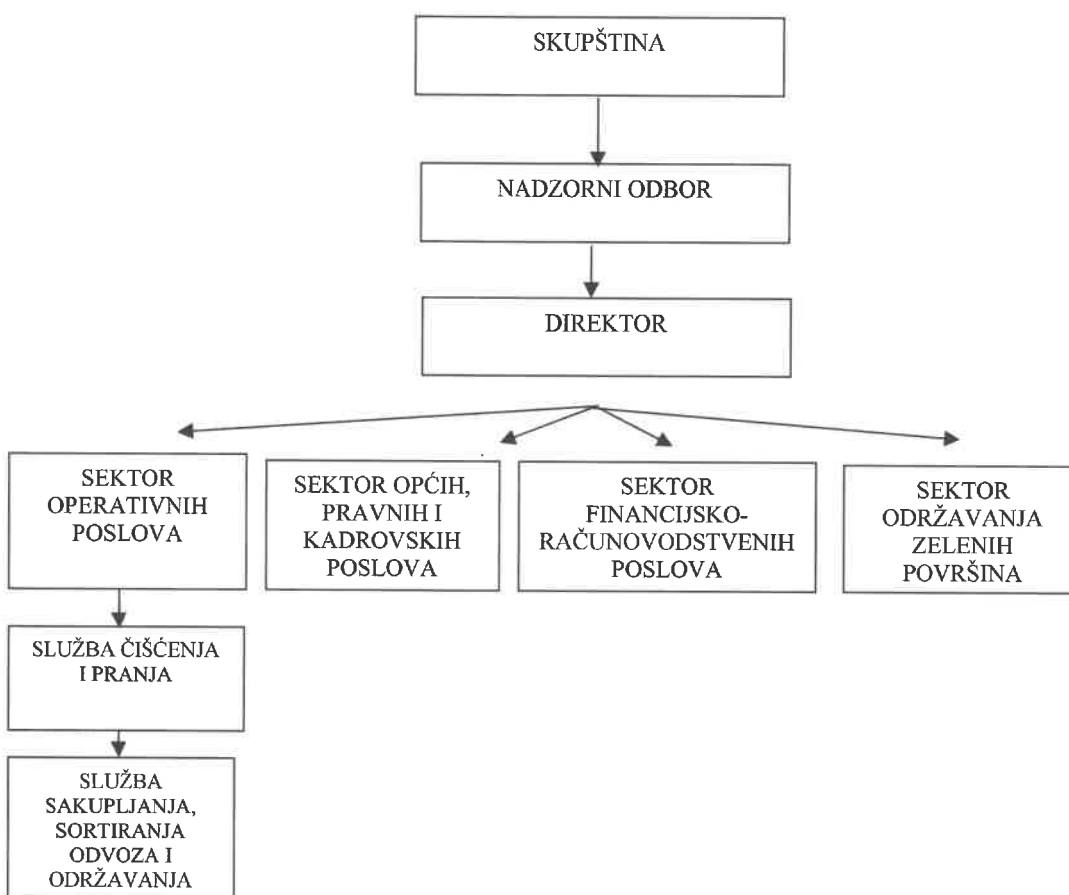 SKUPŠTINA
NADZORNI ODBOR
DIREKTOR
SEKTOR
OPERATIVNIH
POSLOVA
SEKTOR OPĆIH,
PRAVNIH I
KADROVSKIH
POSLOVA
SEKTOR
FINANCIJSKO-
RAČUNOVODSTVENIH
POSLOVA
SEKTOR
ODRŽAVANJA
ZELENIH
POVRŠINA
SLUŽBA ČIŠĆENJA
I PRANJA
SLUŽBA
SAKUPLJANJA,
SORTIRANJA
ODVOZA I
ODRŽAVANJA